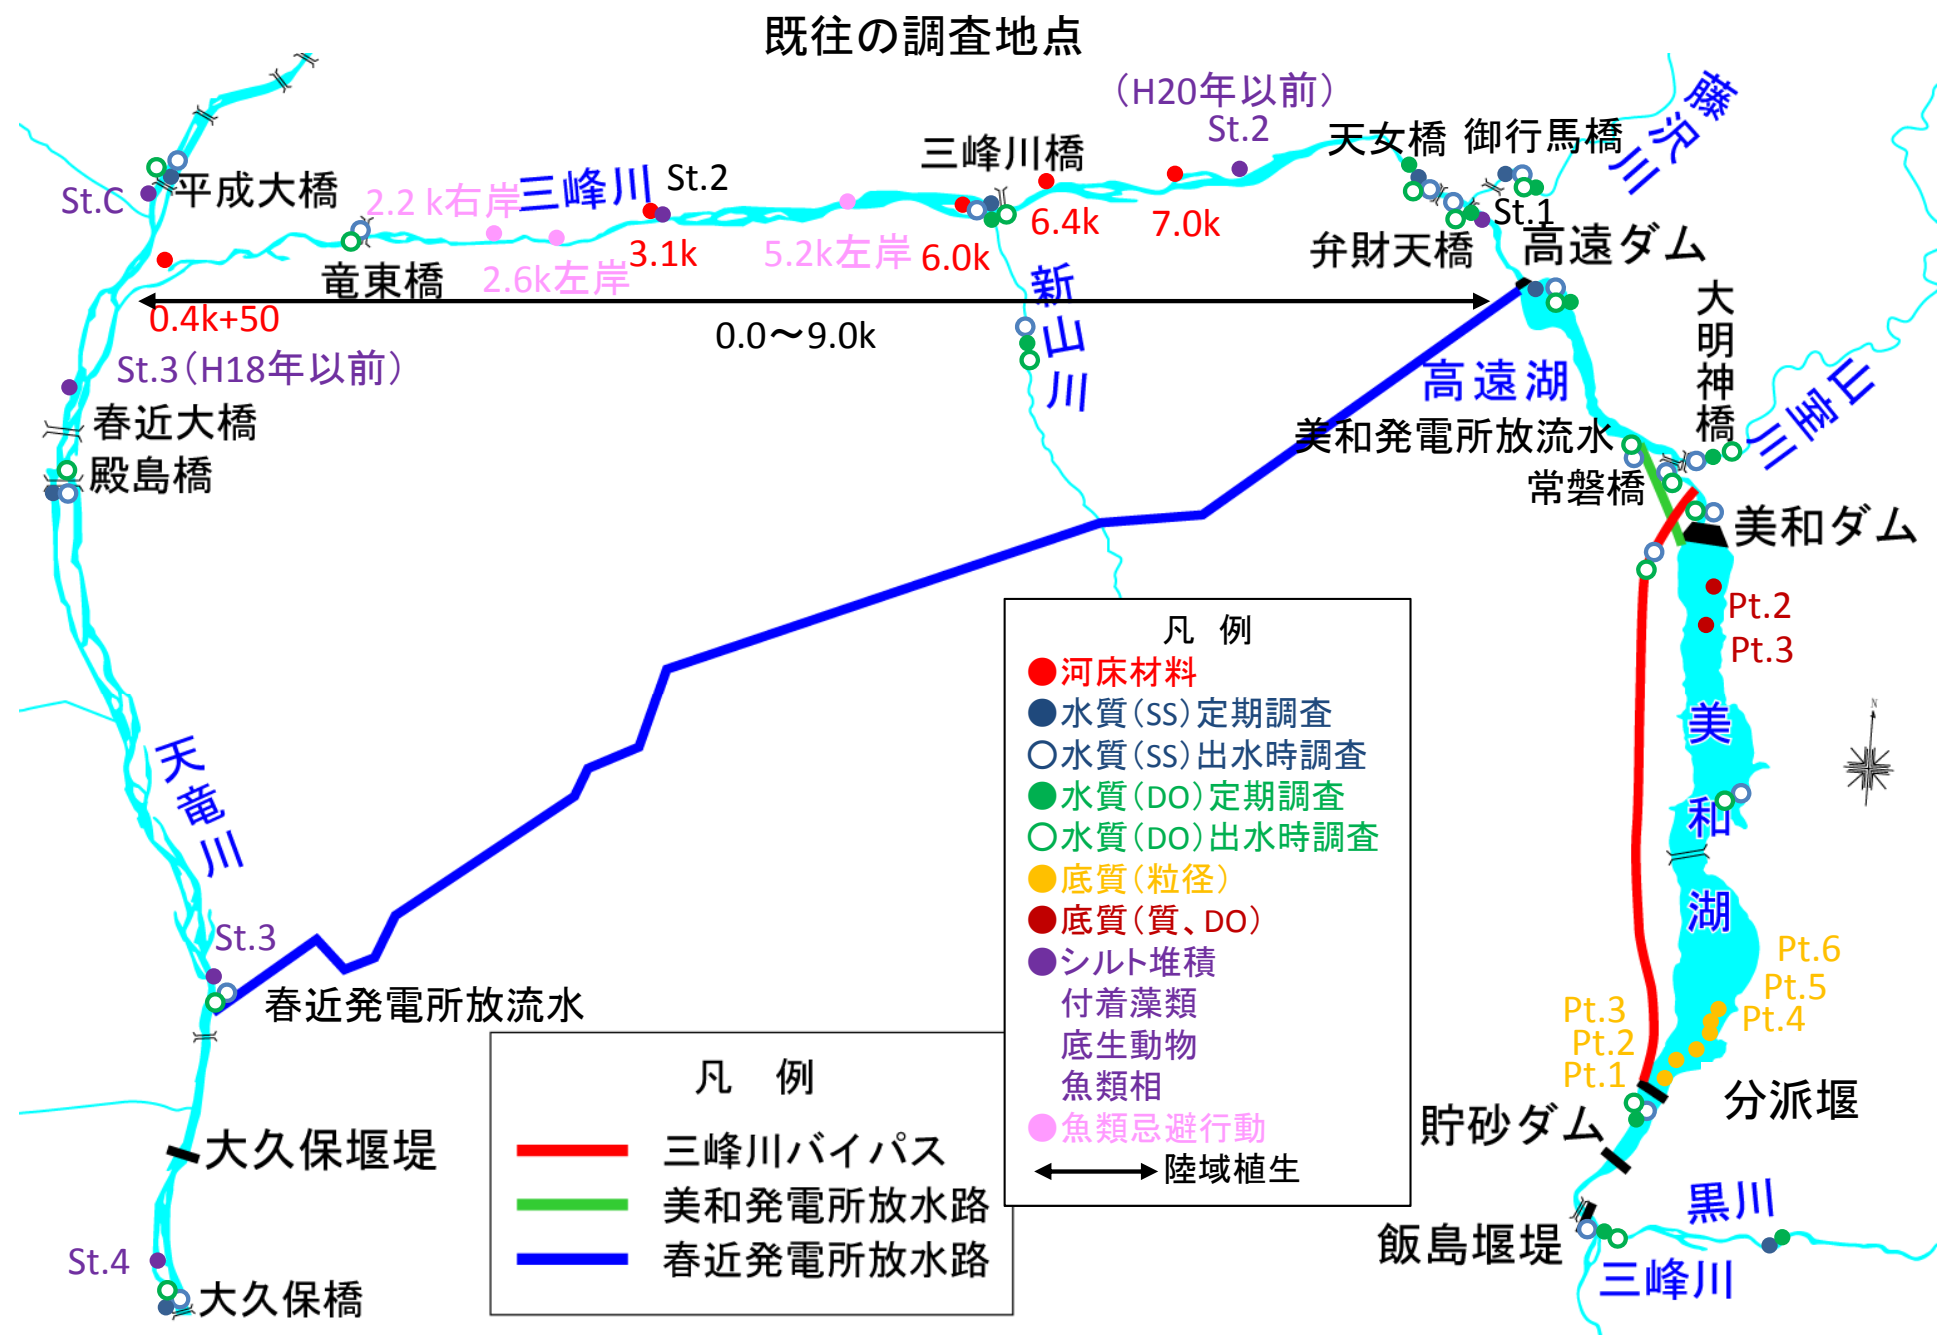 既往の調査地点
(H20年以前)
St.2
藤沢川
天女橋
御行馬橋
三峰川橋
St.C
平成大橋
2.2 k右岸
三峰川
St.2
6.4k
7.0k
St.1
弁財天橋
高遠ダム
竜東橋
2.6k左岸
3.1k
5.2k左岸
6.0k
新山川
大明神橋
0.4k+50
0.0～9.0k
St.3(H18年以前)
高遠湖
山室川
春近大橋
美和発電所放流水
殿島橋
常磐橋
美和ダム
Pt.2
Pt.3
美和湖
N
天竜川
凡 例
河床材料
水質(SS)定期調査
水質(SS)出水時調査
水質(DO)定期調査
水質(DO)出水時調査
底質(粒径)
底質(質、DO)
シルト堆積
付着藻類
底生動物
魚類相
魚類忌避行動
陸域植生
St.3
春近発電所放流水
Pt.6
Pt.5
Pt.4
Pt.3
Pt.2
Pt.1
分派堰
貯砂ダム
凡 例
三峰川バイパス
美和発電所放水路
春近発電所放水路
大久保堰堤
黒川
飯島堰堤
三峰川
St.4
大久保橋